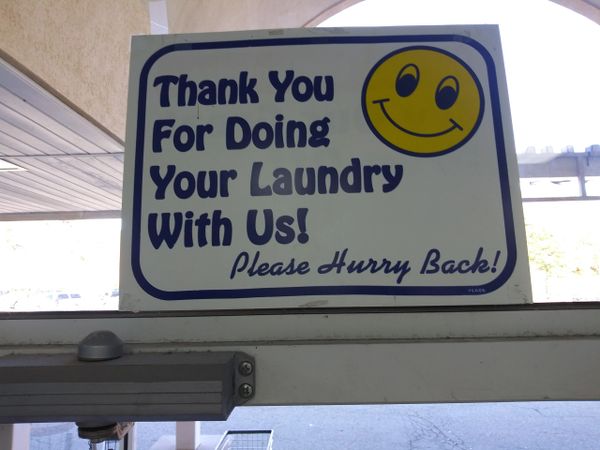 Thank You
For Doing
Your Laundry
With Us!
Please Hurry Back!